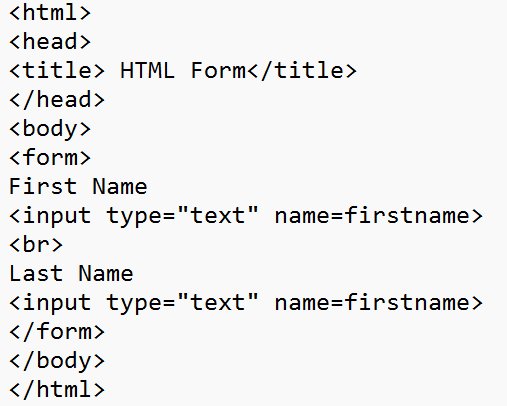 <html>
<head>
<title> HTML Form</title>
</head>
<body>
<form>
First Name
<input type="text" name=firstname>
<br>
Last Name
<input type="text" name=firstname>
</form>
</body>
</html>